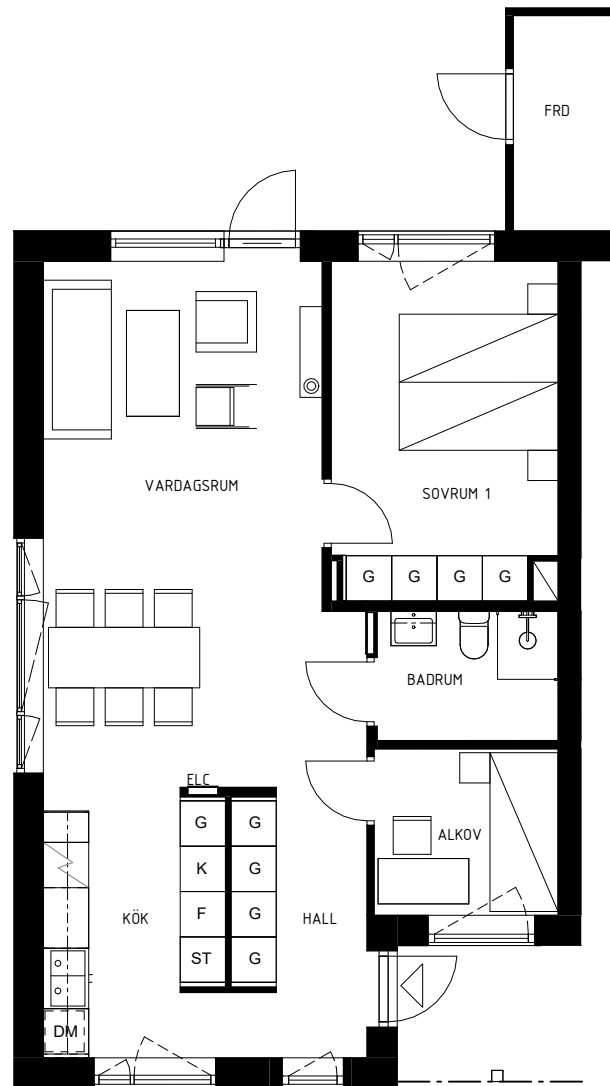 FRD
VARDAGSRUM
SOVRUM 1
G G G G
BADRUM
ELC
G G
ALKOV
K G
KÖK F G HALL
ST G
DM